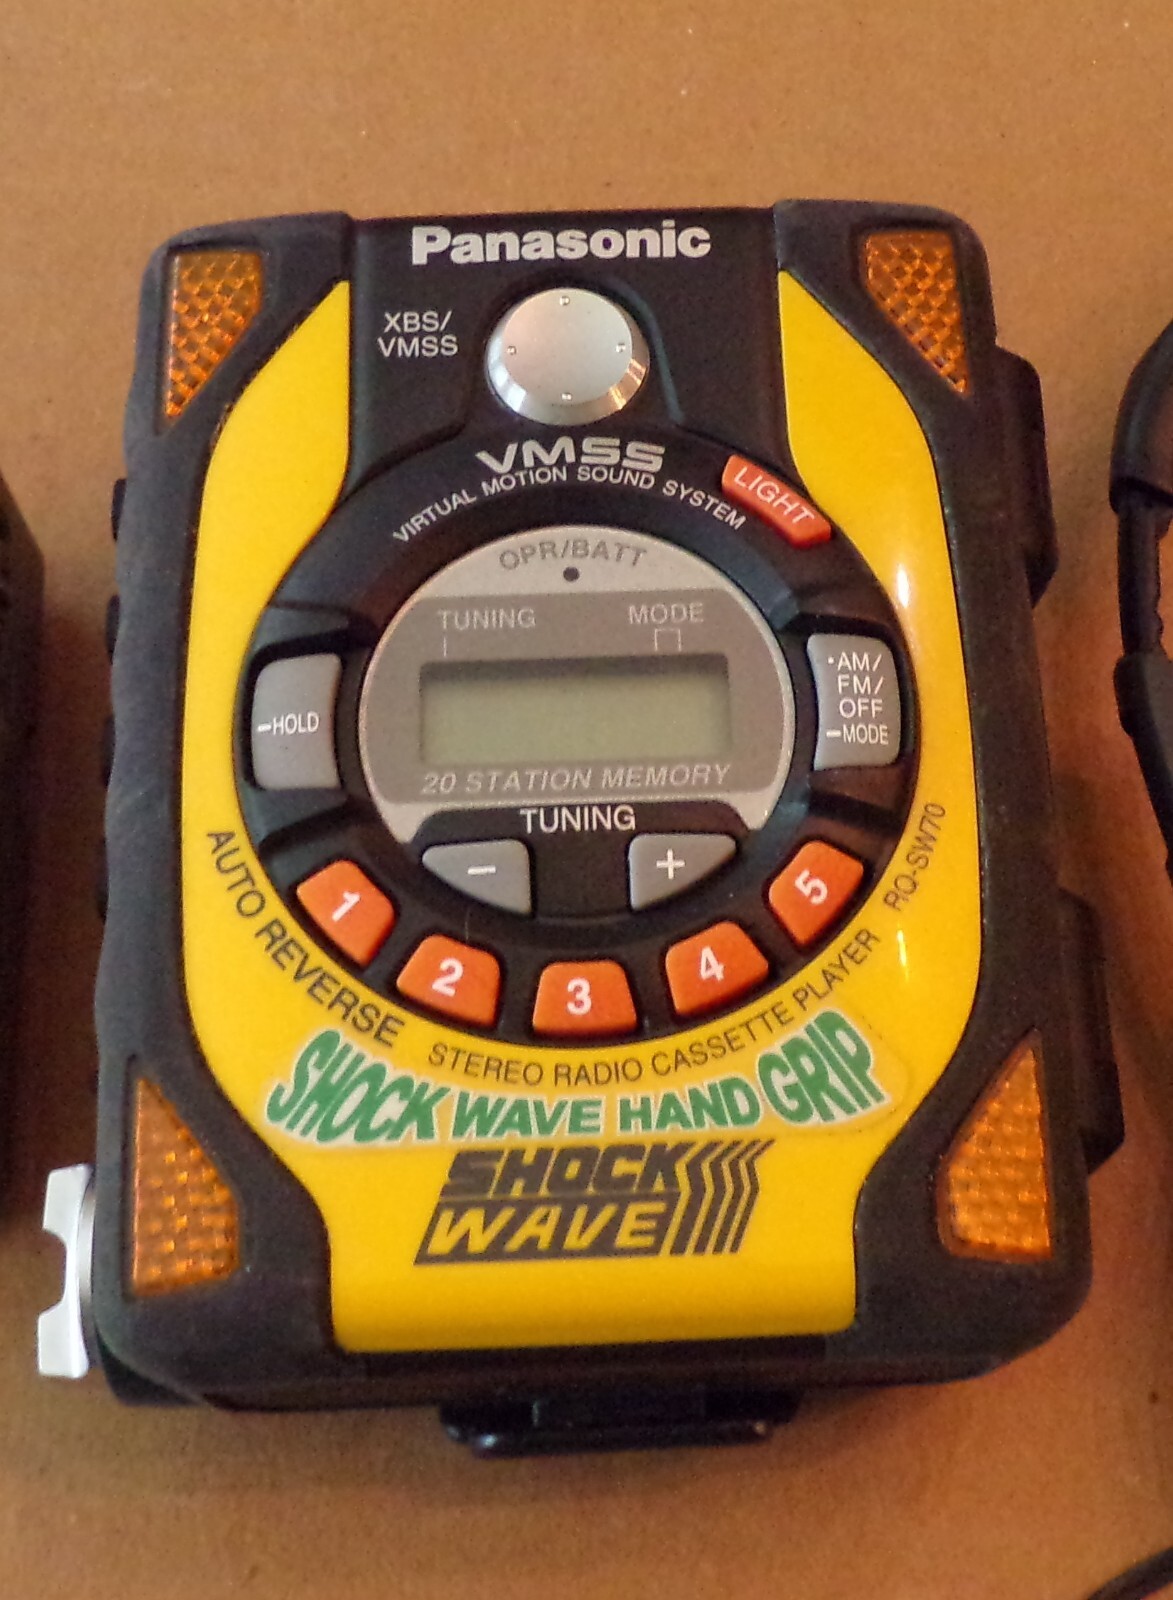 Panasonic
XBS/
VMSS
VMSS
VIRTUAL MOTION SOUND SYSTEM
LIGHT
OPR/BATT
TUNING
MODE
-HOLD
·AM/
FM/
OFF
-MODE
20 STATION MEMORY
TUNING
- +
1 2 3 4 5
AUTO REVERSE
STEREO RADIO CASSETTE PLAYER RQ-SW70
SHOCK WAVE HAND GRIP
SHOCK
WAVE